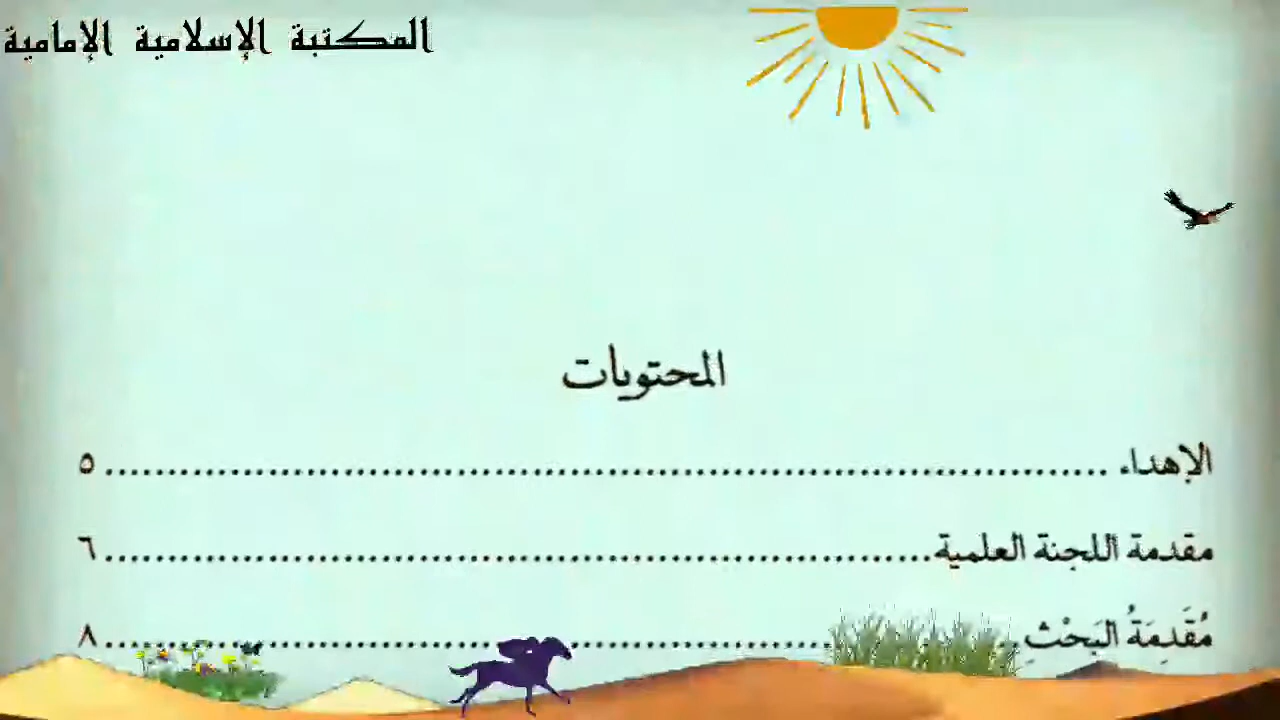 المكتبة الإسلامية الإمامية
المحتويات
الإهداء ........................................................ ٥
مقدمة اللجنة العلمية ........................................................ ٦
مُقَدِمَةُ البَحْثِ ........................................................ ٨